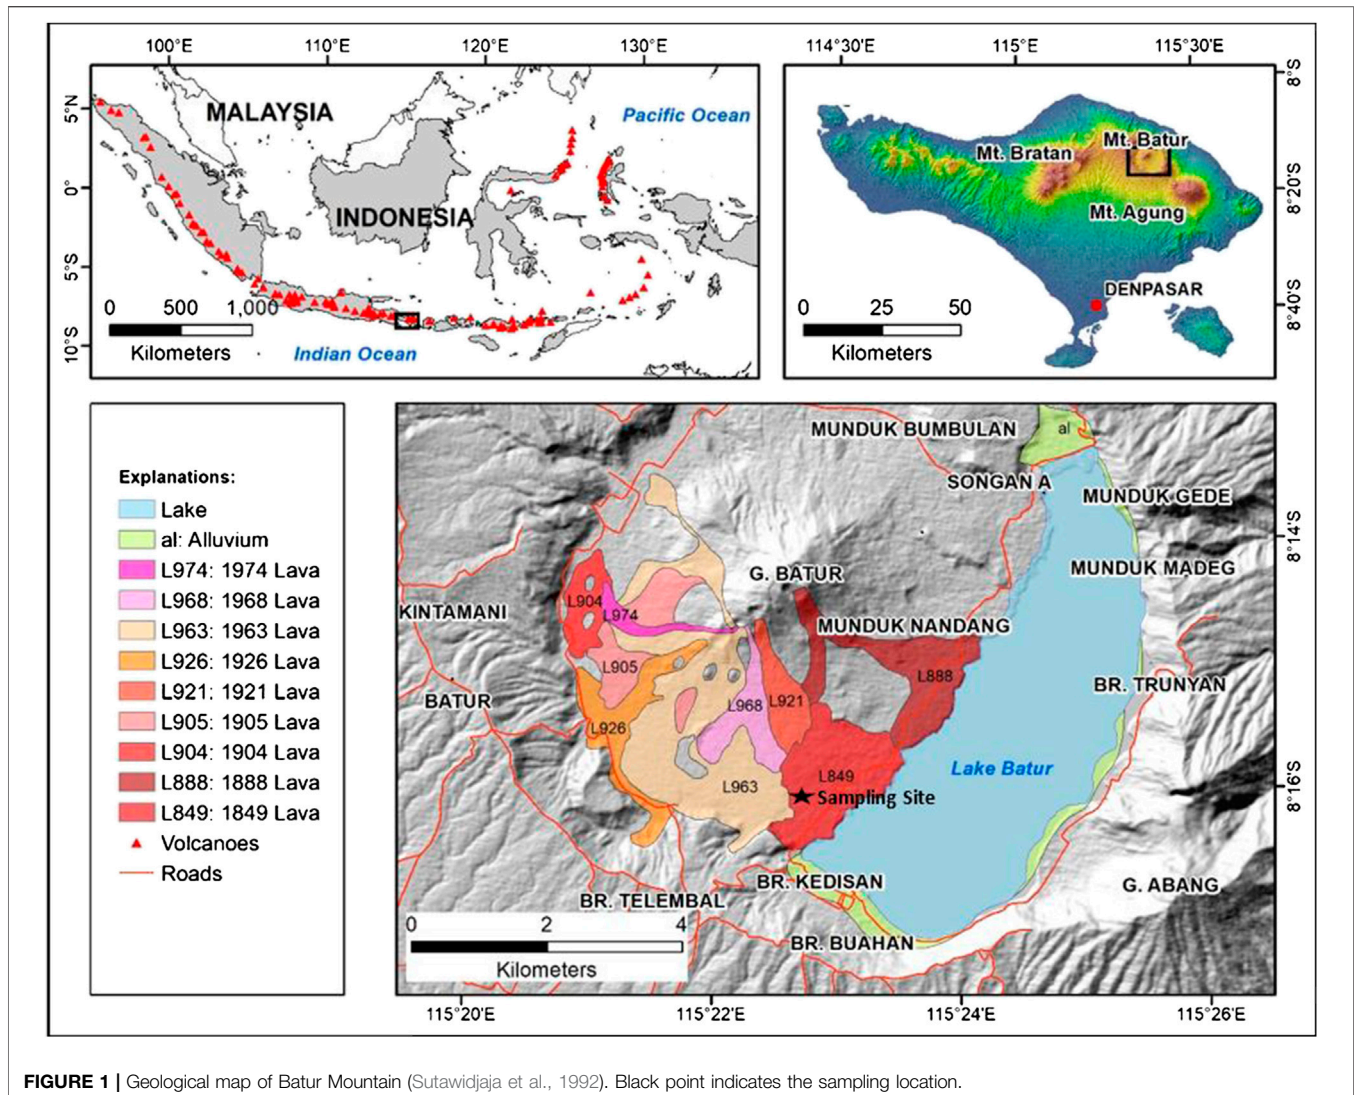 100°E 110°E 120°E 130°E
5°N
0°
5°S
10°S
MALAYSIA
Pacific Ocean
INDONESIA
0 500 1,000
Kilometers
Indian Ocean
114°30'E 115°E 115°30'E
8°S
8°20'S
8°40'S
Mt. Bratan
Mt. Batur
Mt. Agung
DENPASAR
0 25 50
Kilometers
Explanations:
Lake
al: Alluvium
L974: 1974 Lava
L968: 1968 Lava
L963: 1963 Lava
L926: 1926 Lava
L921: 1921 Lava
L905: 1905 Lava
L904: 1904 Lava
L888: 1888 Lava
L849: 1849 Lava
Volcanoes
Roads
MUNDUK BUMBULAN
al
SONGAN A
MUNDUK GEDE
8°14'S
G. BATUR
MUNDUK MADEG
L904
KINTAMANI
L974
MUNDUK NANDANG
L905
L888
BR. TRUNYAN
BATUR
L968
L921
L926
Lake Batur
L849
L963
8°16'S
Sampling Site
BR. KEDISAN
G. ABANG
BR. TELEMBAL
BR. BUAHAN
0 2 4
Kilometers
115°20'E 115°22'E 115°24'E 115°26'E
FIGURE 1 | Geological map of Batur Mountain (Sutawidjaja et al., 1992). Black point indicates the sampling location.